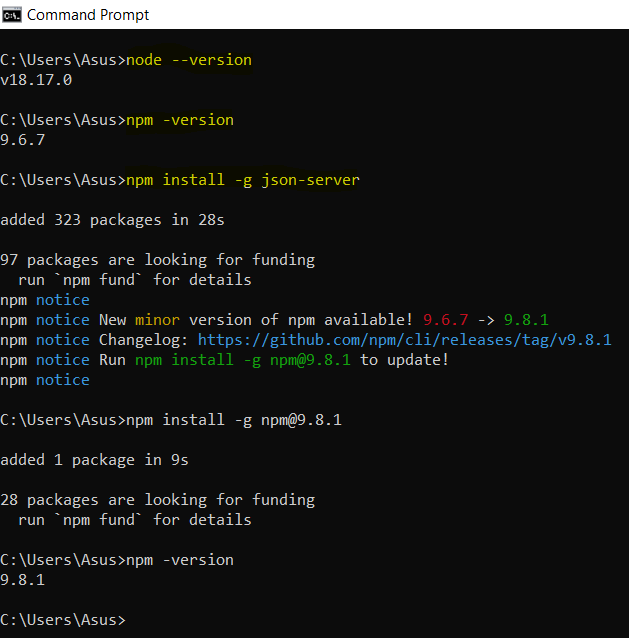 Command Prompt
C:\Users\Asus>node --version
v18.17.0
C:\Users\Asus>npm -version
9.6.7
C:\Users\Asus>npm install -g json-server
added 323 packages in 28s
97 packages are looking for funding
  run `npm fund` for details
npm notice
npm notice New minor version of npm available! 9.6.7 -> 9.8.1
npm notice Changelog: https://github.com/npm/cli/releases/tag/v9.8.1
npm notice Run npm install -g npm@9.8.1 to update!
npm notice
C:\Users\Asus>npm install -g npm@9.8.1
added 1 package in 9s
28 packages are looking for funding
  run `npm fund` for details
C:\Users\Asus>npm -version
9.8.1
C:\Users\Asus>